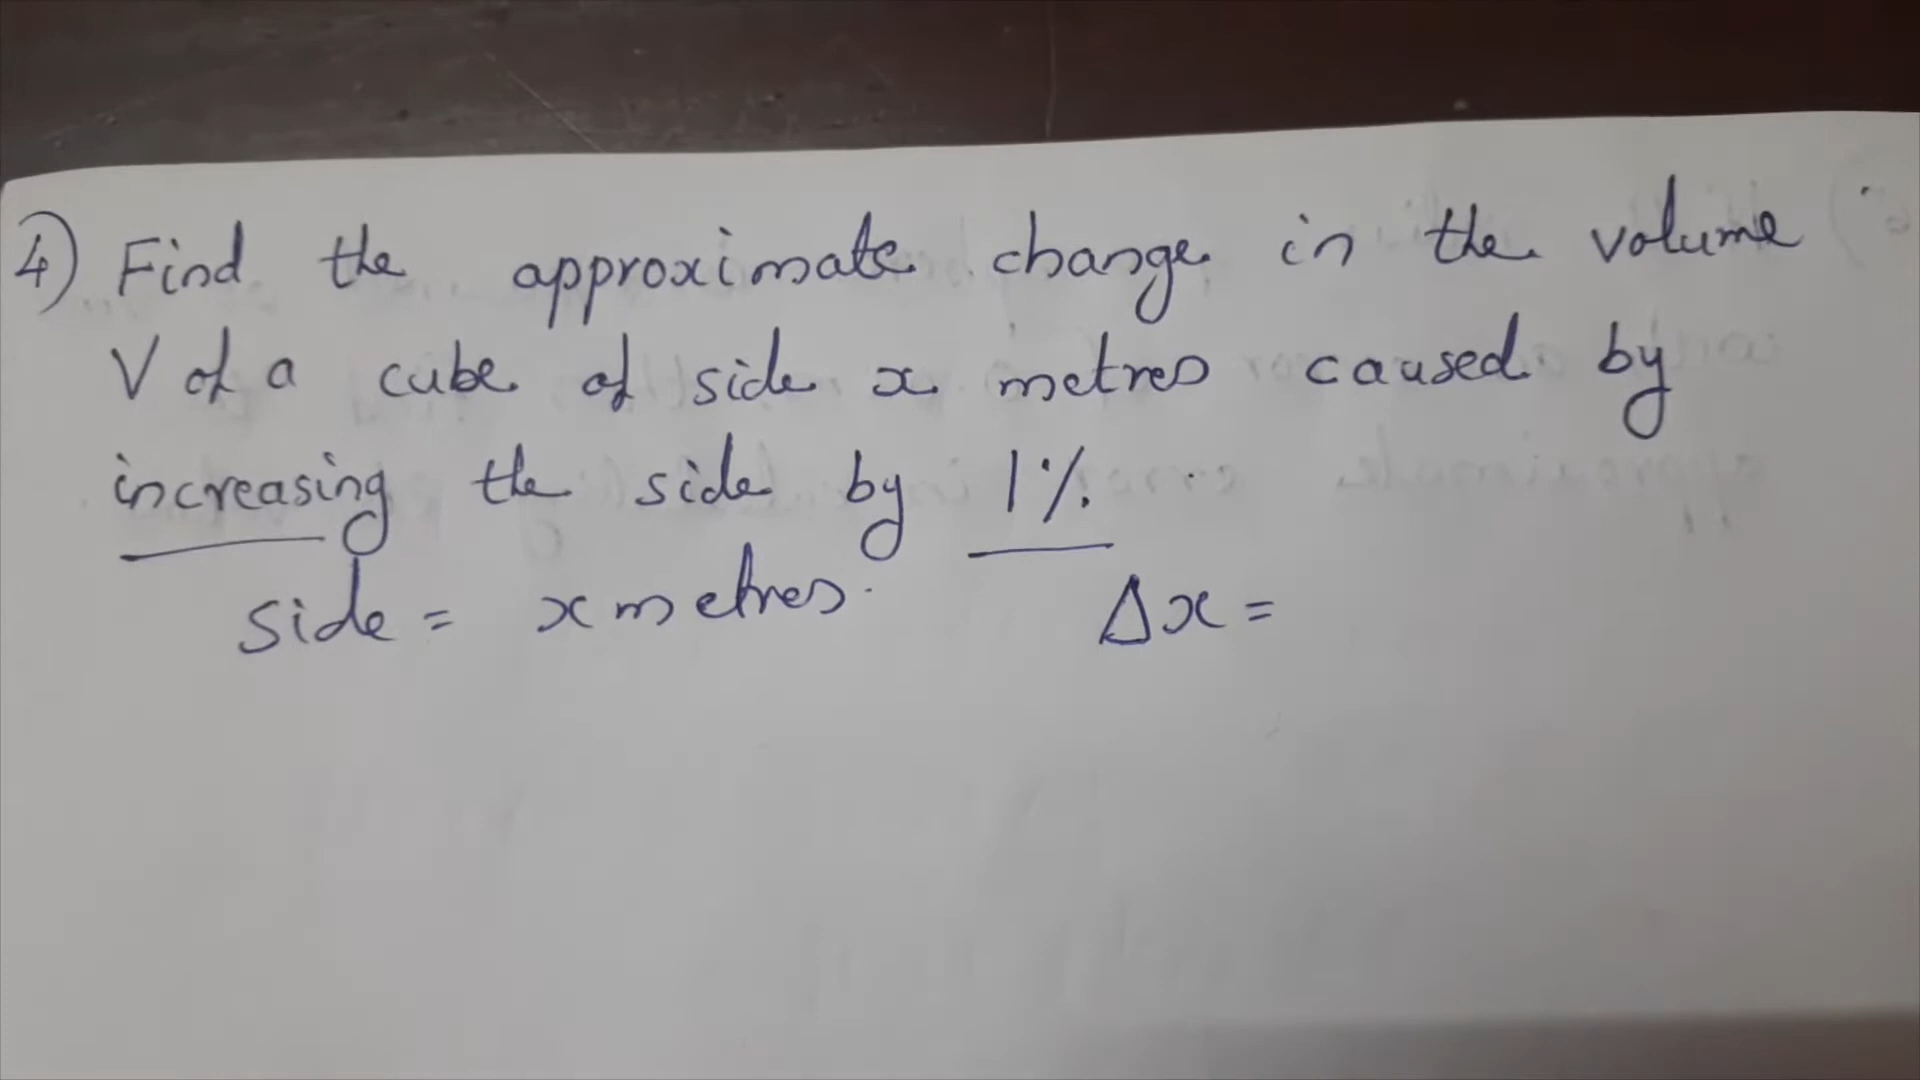 4) Find the approximate change in the volume
V of a cube of side x metres caused by
increasing the side by 1%.
side = x metres. Δx =